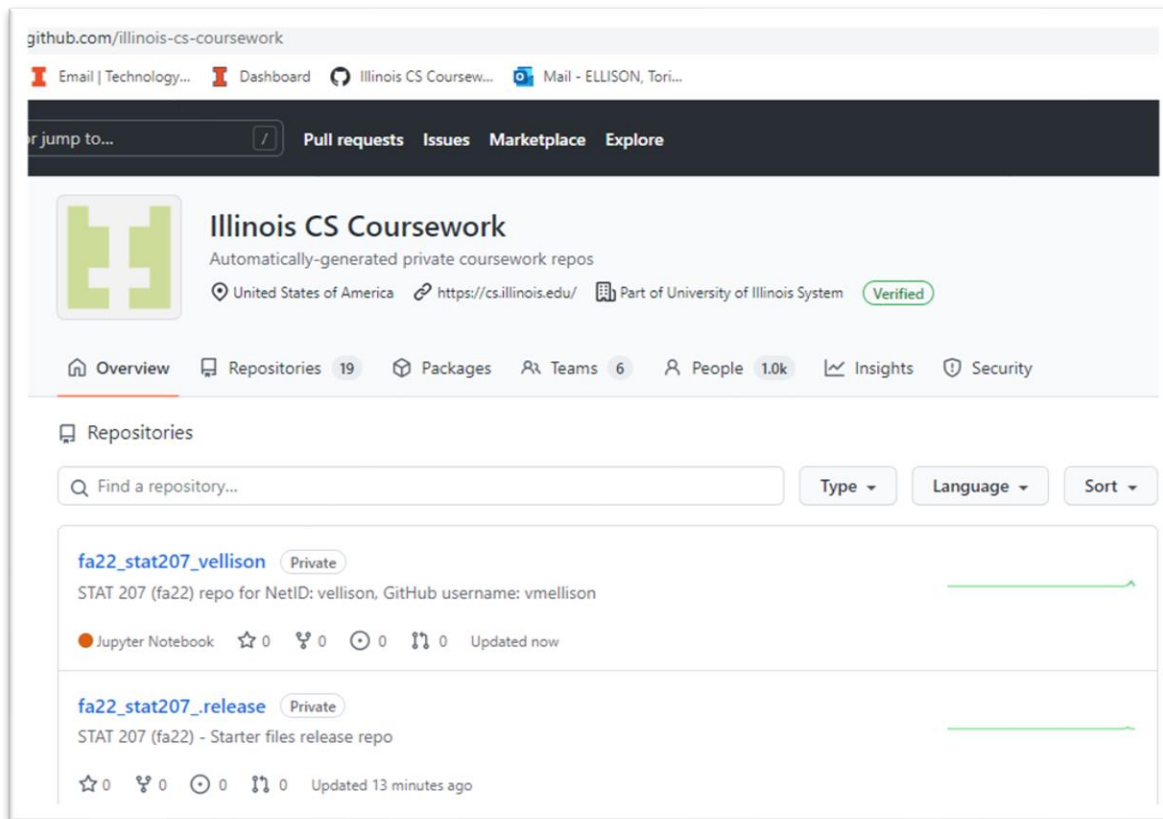 github.com/illinois-cs-coursework
Email | Technology... Dashboard Illinois CS Coursew... Mail - ELLISON, Tori...
or jump to... / Pull requests Issues Marketplace Explore
Illinois CS Coursework
Automatically-generated private coursework repos
United States of America https://cs.illinois.edu/ Part of University of Illinois System Verified
Overview Repositories 19 Packages Teams 6 People 1.0k Insights Security
Repositories
Find a repository... Type Language Sort
fa22_stat207_vellison Private
STAT 207 (fa22) repo for NetID: vellison, GitHub username: vmellison
Jupyter Notebook 0 0 0 0 Updated now
fa22_stat207_.release Private
STAT 207 (fa22) - Starter files release repo
0 0 0 0 Updated 13 minutes ago